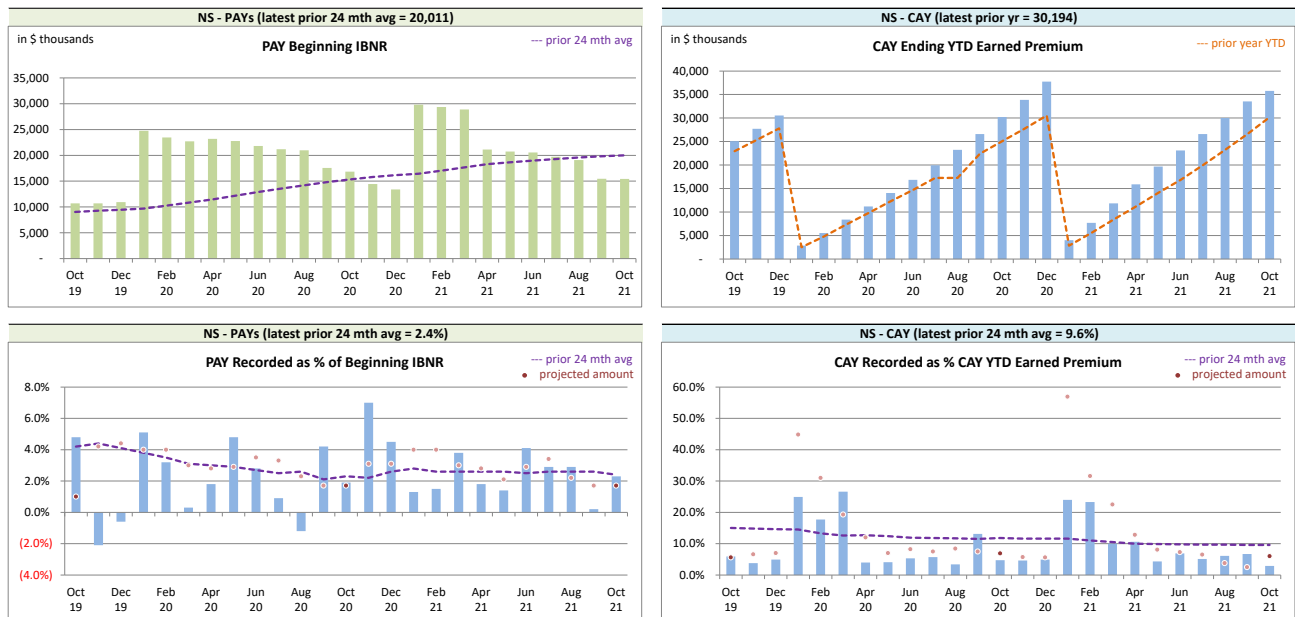 NS - PAYs (latest prior 24 mth avg = 20,011)
in $ thousands
PAY Beginning IBNR
--- prior 24 mth avg
35,000
30,000
25,000
20,000
15,000
10,000
5,000
-
Oct Dec Feb Apr Jun Aug Oct Dec Feb Apr Jun Aug Oct
19 19 20 20 20 20 20 20 21 21 21 21 21
NS - CAY (latest prior yr = 30,194)
in $ thousands
CAY Ending YTD Earned Premium
--- prior year YTD
40,000
35,000
30,000
25,000
20,000
15,000
10,000
5,000
-
Oct Dec Feb Apr Jun Aug Oct Dec Feb Apr Jun Aug Oct
19 19 20 20 20 20 20 20 21 21 21 21 21
NS - PAYs (latest prior 24 mth avg = 2.4%)
PAY Recorded as % of Beginning IBNR
--- prior 24 mth avg
• projected amount
8.0%
6.0%
4.0%
2.0%
0.0%
(2.0%)
(4.0%)
Oct Dec Feb Apr Jun Aug Oct Dec Feb Apr Jun Aug Oct
19 19 20 20 20 20 20 20 21 21 21 21 21
NS - CAY (latest prior 24 mth avg = 9.6%)
CAY Recorded as % CAY YTD Earned Premium
--- prior 24 mth avg
• projected amount
60.0%
50.0%
40.0%
30.0%
20.0%
10.0%
0.0%
Oct Dec Feb Apr Jun Aug Oct Dec Feb Apr Jun Aug Oct
19 19 20 20 20 20 20 20 21 21 21 21 21